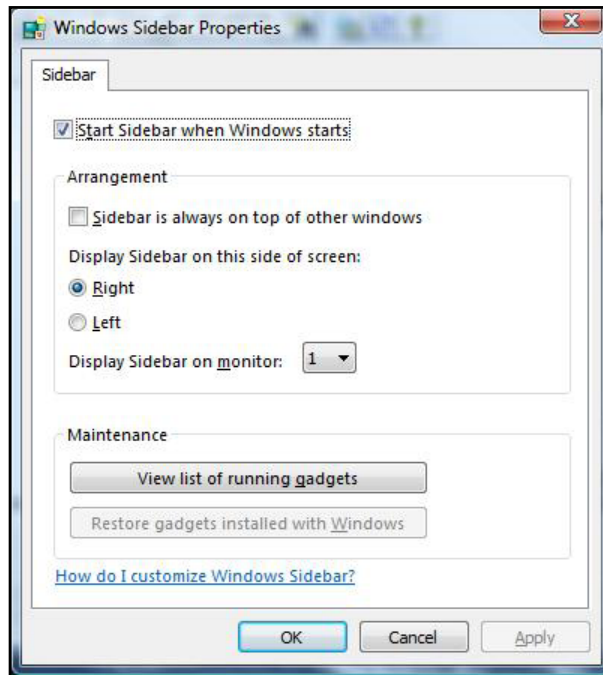 Windows Sidebar Properties
X
Sidebar
Start Sidebar when Windows starts
Arrangement
Sidebar is always on top of other windows
Display Sidebar on this side of screen:
Right
Left
Display Sidebar on monitor: 1
Maintenance
View list of running gadgets
Restore gadgets installed with Windows
How do I customize Windows Sidebar?
OK Cancel Apply